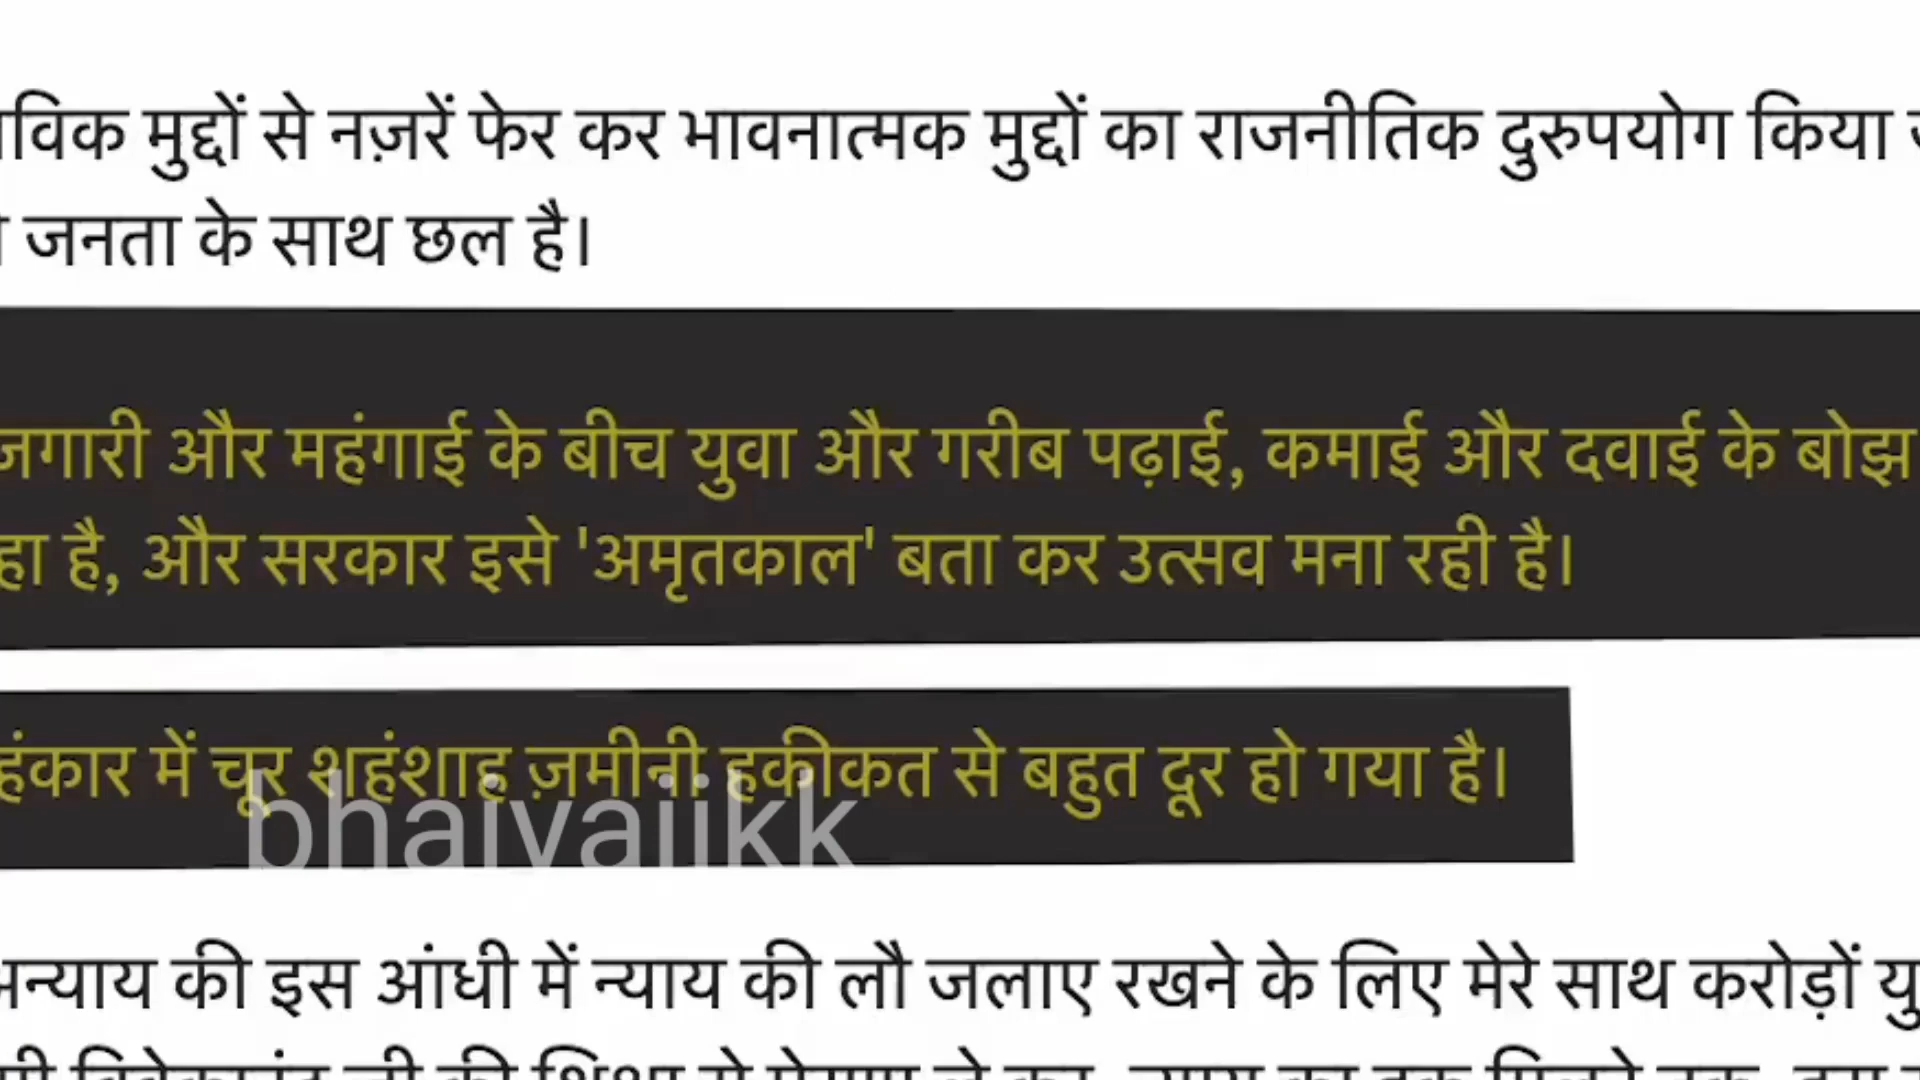 मुद्दों से नज़रें फेर कर भावनात्मक मुद्दों का राजनीतिक दुरुपयोग किया
जनता के साथ छल है।
और महंगाई के बीच युवा और गरीब पढ़ाई, कमाई और दवाई के बोझ
है, और सरकार इसे 'अमृतकाल' बता कर उत्सव मना रही है।
में चूर शहंशाह ज़मीनी हकीकत से बहुत दूर हो गया है।
bhaiyajikk
अन्याय की इस आंधी में न्याय की लौ जलाए रखने के लिए मेरे साथ करोड़ों